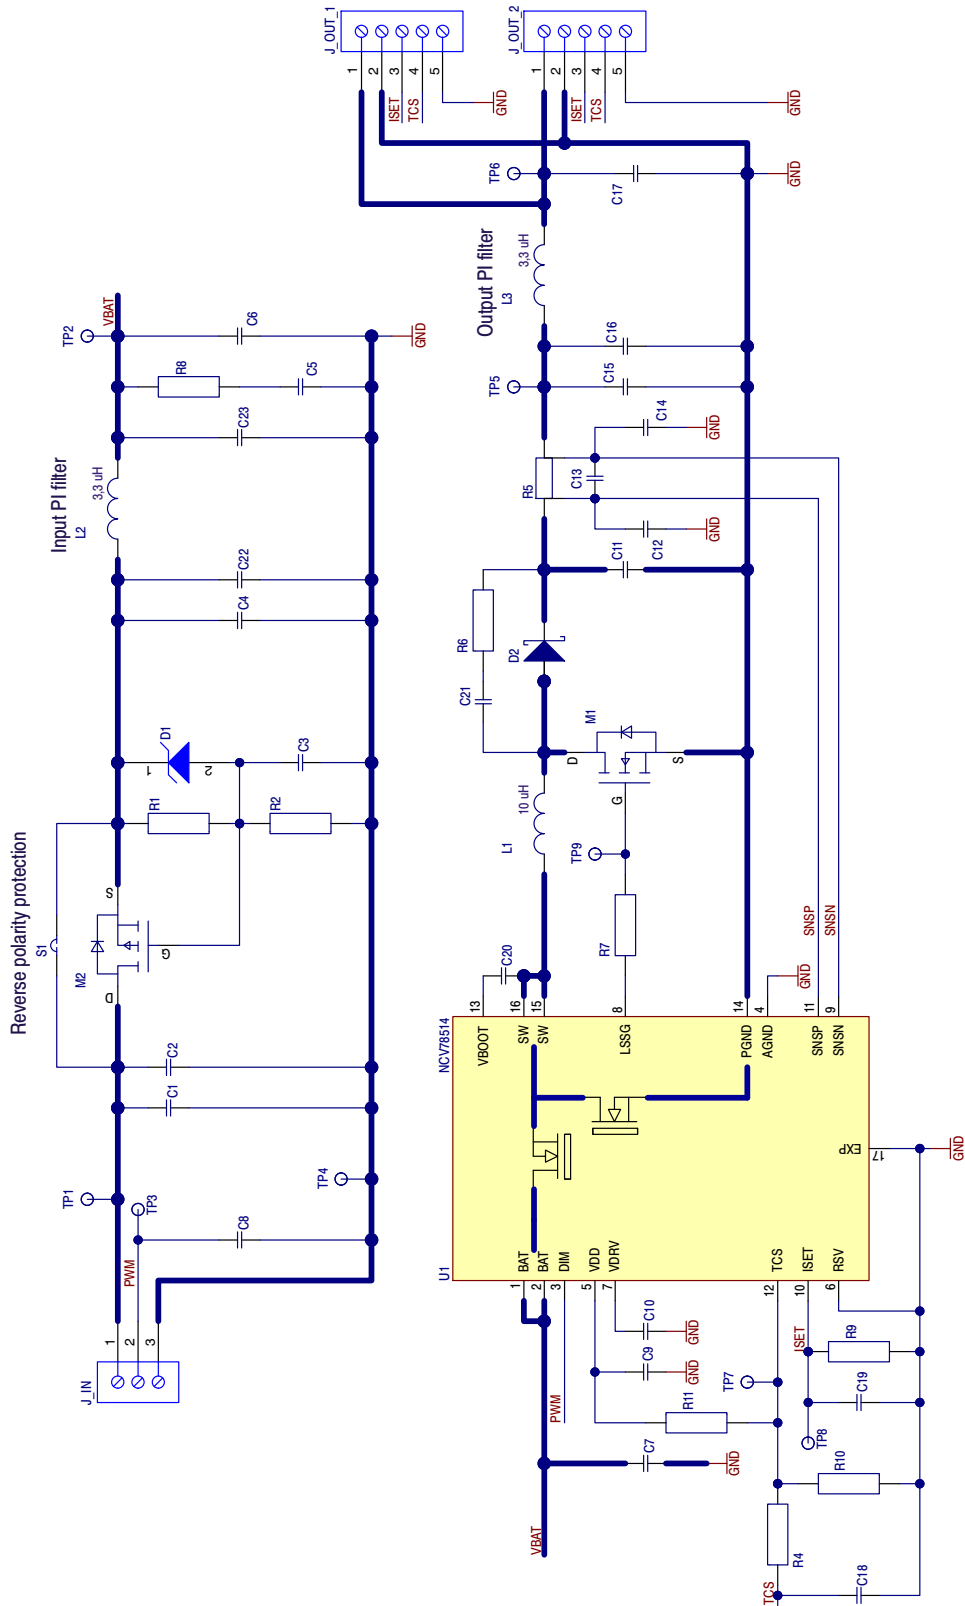 Reverse polarity protection
Input PI filter
Output PI filter
J_IN
1
2
3
PWM
TP1
TP3
C8
TP4
C1
C2
S1
M2
D
G
S
R1
R2
D1
1
2
C3
C4
C22
L2
3,3 uH
C23
R8
C5
TP2
VBAT
C6
GND
J_OUT_1
1
2
3
4
5
ISET
TCS
GND
J_OUT_2
1
2
3
4
5
ISET
TCS
GND
TP6
C17
GND
L3
3,3 uH
C16
TP5
C15
C14
GND
R5
C13
C12
GND
C11
R6
C21
D2
M1
D
G
S
L1
10 uH
TP9
R7
C20
SNSP
SNSN
GND
U1
NCV78514
13
VBOOT
16
SW
15
SW
8
LSSG
14
PGND
4
AGND
11
SNSP
9
SNSN
EXP
17
GND
1
BAT
2
BAT
3
DIM
5
VDD
7
VDRV
12
TCS
10
ISET
6
RSV
VBAT
C7
GND
PWM
C9
GND
C10
GND
R11
TP7
ISET
R9
C19
TP8
R10
R4
TCS
C18